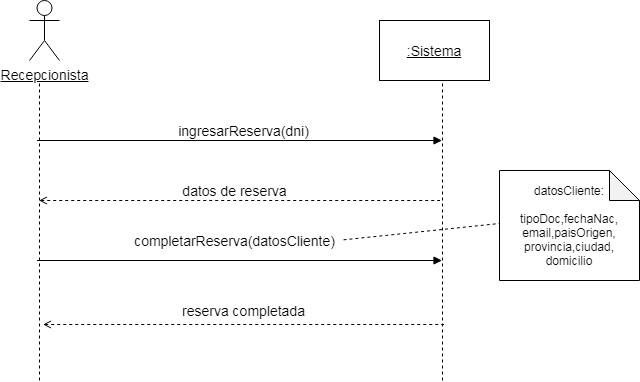 :Sistema
Recepcionista
ingresarReserva(dni)
datos de reserva
completarReserva(datosCliente)
reserva completada
datosCliente:
tipoDoc,fechaNac,
email,paisOrigen,
provincia,ciudad,
domicilio